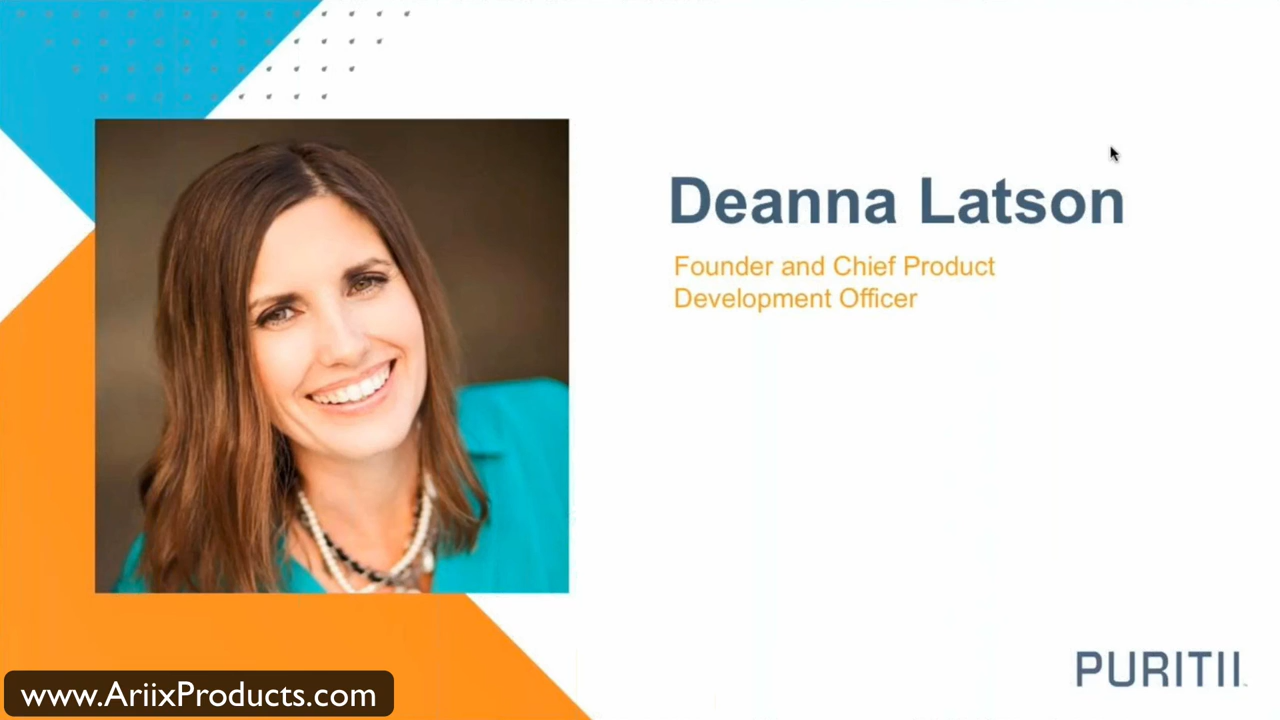 Deanna Latson
Founder and Chief Product
Development Officer
PURITII
www.AriixProducts.com